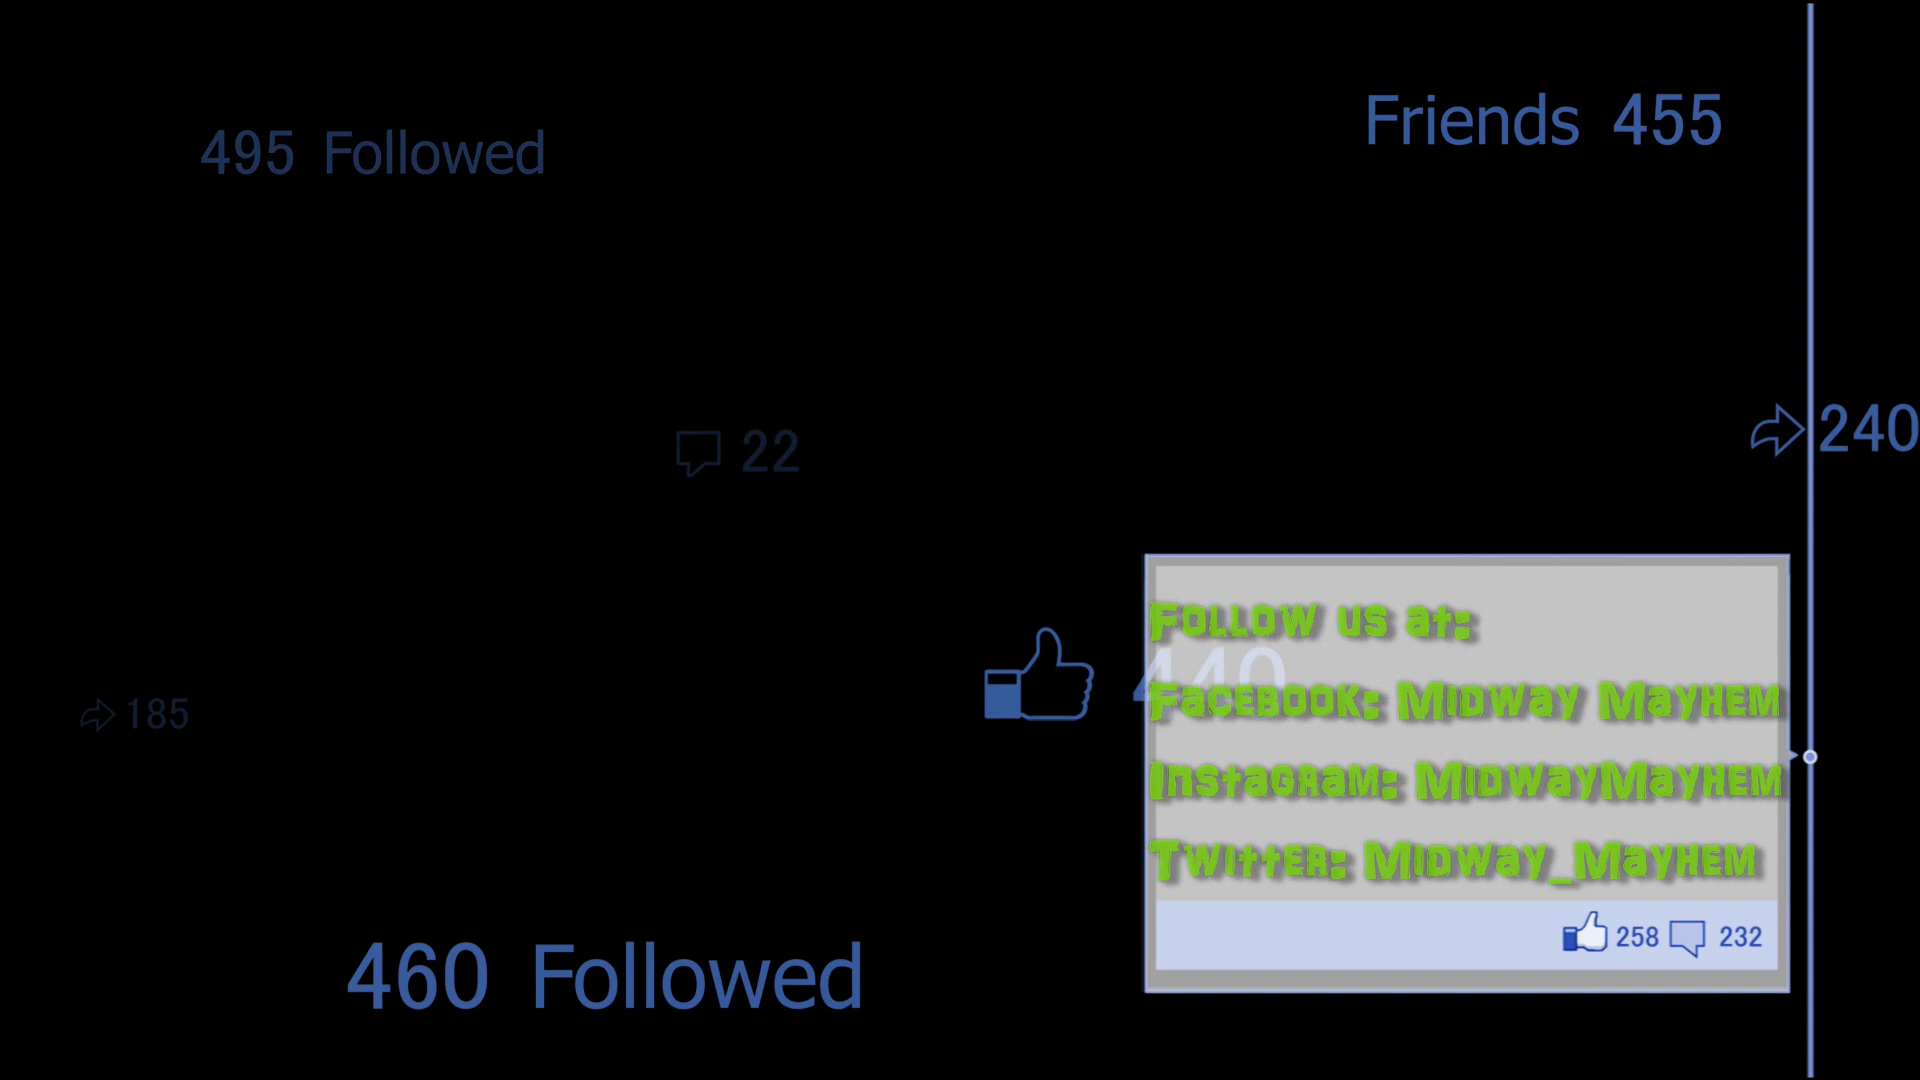 Friends 455
495 Followed
240
22
440
185
Follow us at:
Facebook: Midway Mayhem
Instagram: MidwayMayhem
Twitter: Midway_Mayhem
258 232
460 Followed